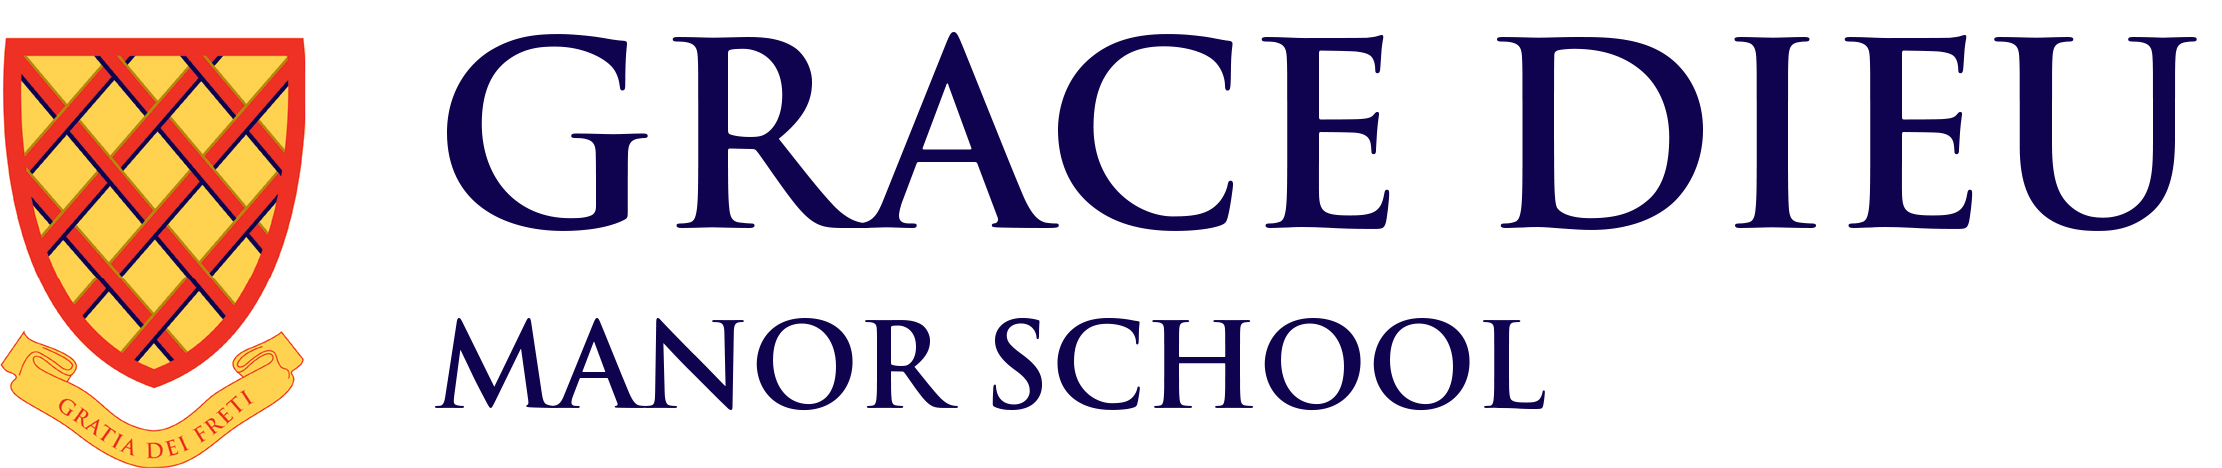 GRACE DIEU
MANOR SCHOOL
GRATIA DEI FRETI